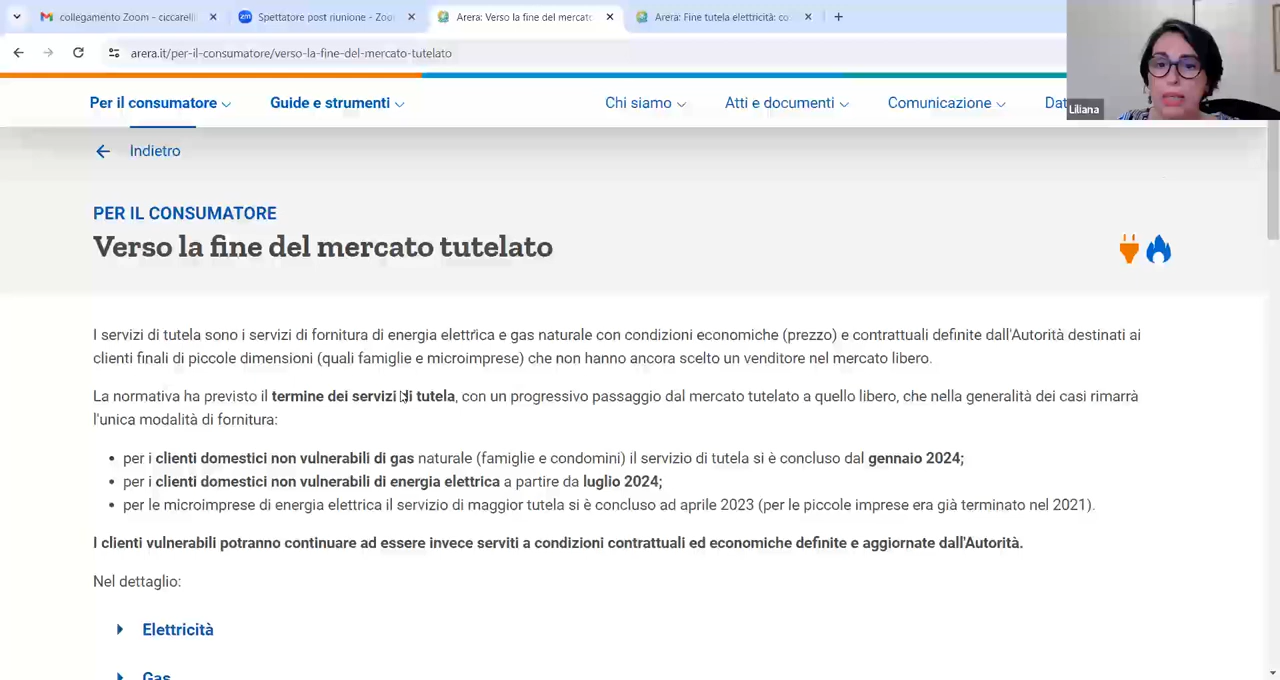 collegamento Zoom - ciccarelli
Spettatore post riunione - Zoo
Arera: Verso la fine del mercato
Arera: Fine tutela elettricità: co
arera.it/per-il-consumatore/verso-la-fine-del-mercato-tutelato
Per il consumatore
Guide e strumenti
Chi siamo
Atti e documenti
Comunicazione
Dat
Liliana
Indietro
PER IL CONSUMATORE
Verso la fine del mercato tutelato
I servizi di tutela sono i servizi di fornitura di energia elettrica e gas naturale con condizioni economiche (prezzo) e contrattuali definite dall'Autorità destinati ai
clienti finali di piccole dimensioni (quali famiglie e microimprese) che non hanno ancora scelto un venditore nel mercato libero.
La normativa ha previsto il termine dei servizi di tutela, con un progressivo passaggio dal mercato tutelato a quello libero, che nella generalità dei casi rimarrà
l'unica modalità di fornitura:
• per i clienti domestici non vulnerabili di gas naturale (famiglie e condomini) il servizio di tutela si è concluso dal gennaio 2024;
• per i clienti domestici non vulnerabili di energia elettrica a partire da luglio 2024;
• per le microimprese di energia elettrica il servizio di maggior tutela si è concluso ad aprile 2023 (per le piccole imprese era già terminato nel 2021).
I clienti vulnerabili potranno continuare ad essere invece serviti a condizioni contrattuali ed economiche definite e aggiornate dall'Autorità.
Nel dettaglio:
Elettricità
Gas